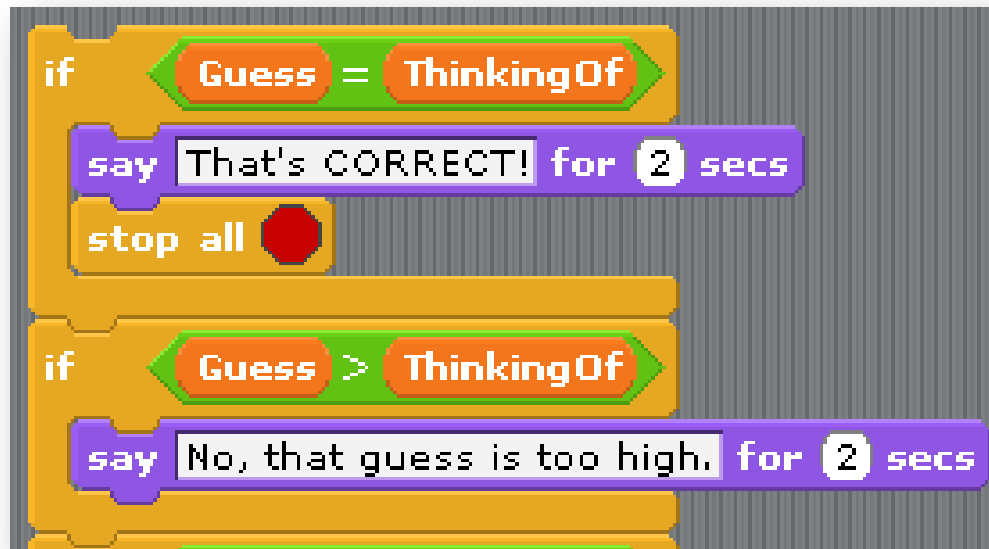 if Guess = ThinkingOf
say That's CORRECT! for 2 secs
stop all
if Guess > ThinkingOf
say No, that guess is too high. for 2 secs